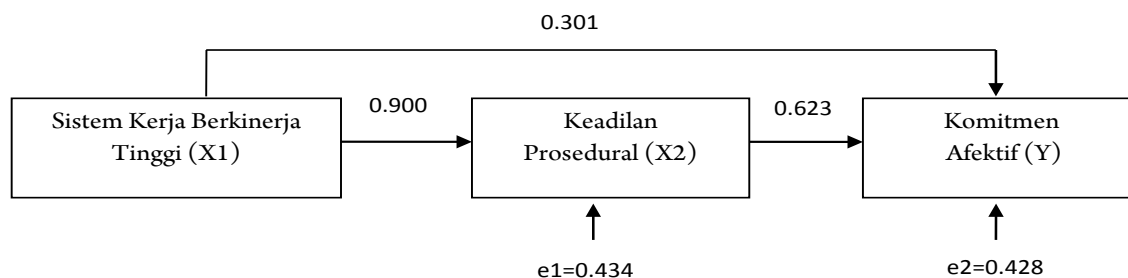 0.301
Sistem Kerja Berkinerja
Tinggi (X1)
0.900
Keadilan
Prosedural (X2)
0.623
Komitmen
Afektif (Y)
e1=0.434
e2=0.428